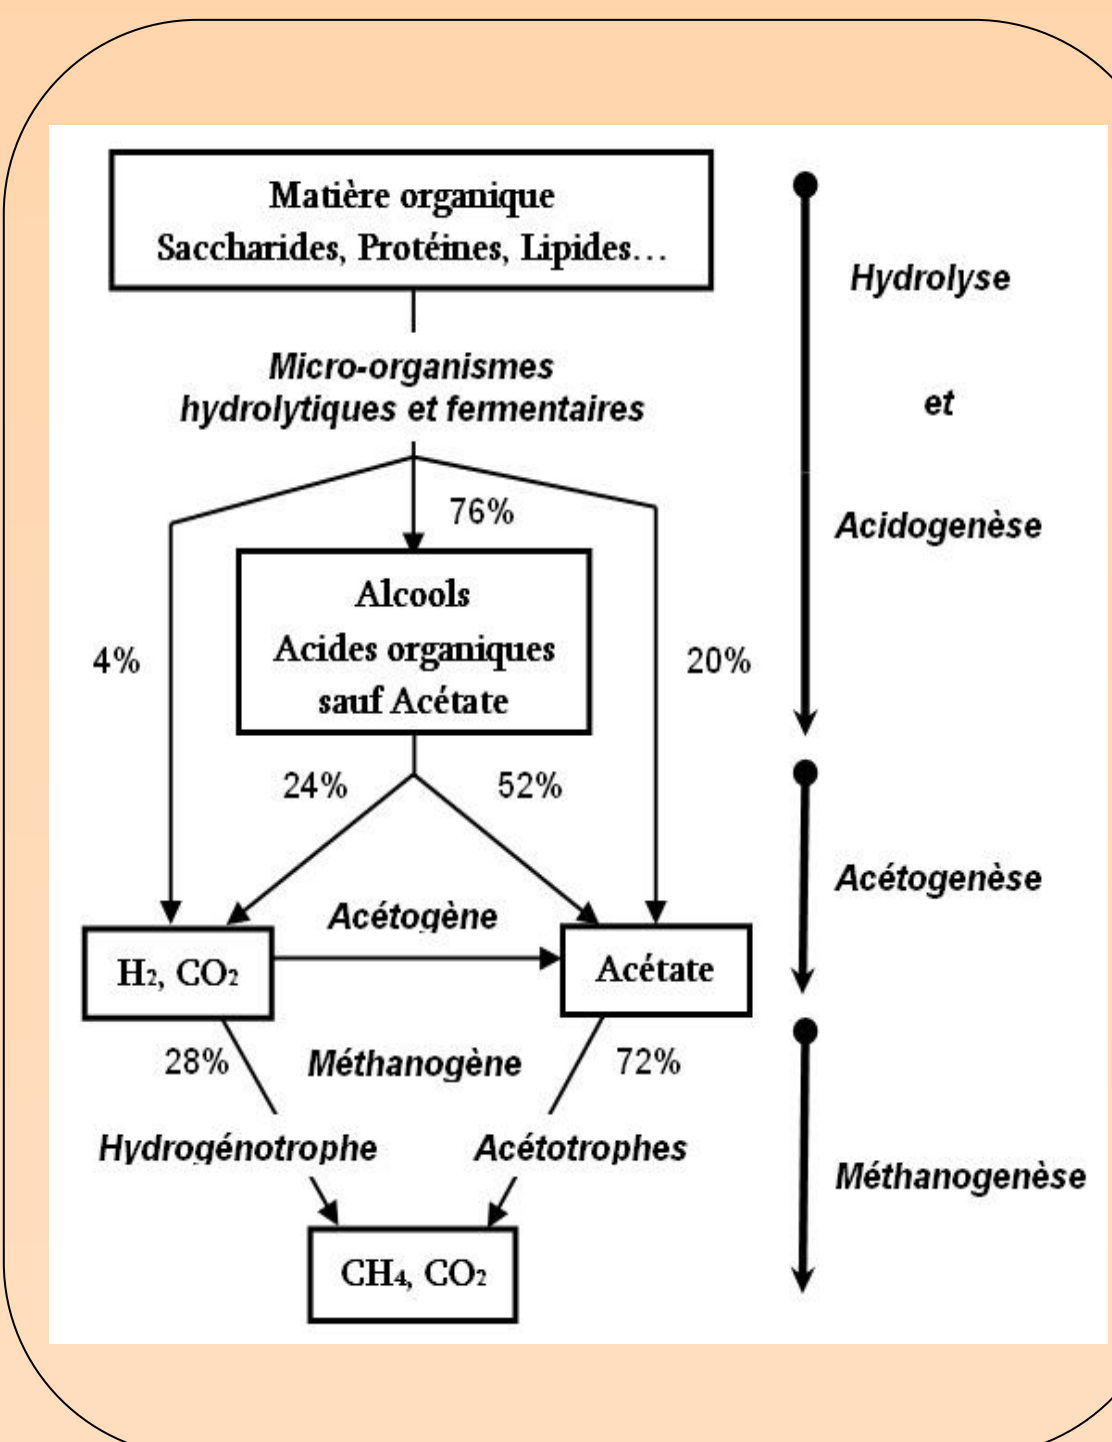 Matière organique
Saccharides, Protéines, Lipides…
Hydrolyse
Micro-organismes
hydrolytiques et fermentaires
et
76%
Acidogenèse
Alcools
Acides organiques
sauf Acétate
4%
20%
24%
52%
Acétogenèse
Acétogène
H2, CO2
Acétate
28%
Méthanogène
72%
Hydrogénotrophe
Acétotrophes
Méthanogenèse
CH4, CO2